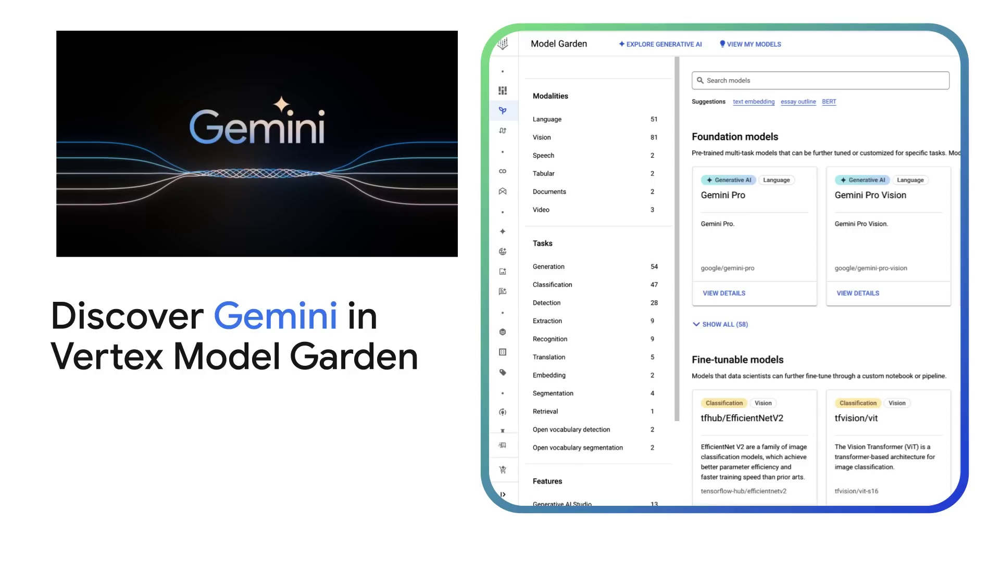 Gemini
Discover Gemini in
Vertex Model Garden
Model Garden
EXPLORE GENERATIVE AI
VIEW MY MODELS
Modalities
Language 51
Vision 81
Speech 2
Tabular 2
Documents 2
Video 3
Tasks
Generation 54
Classification 47
Detection 28
Extraction 9
Recognition 9
Translation 5
Embedding 2
Segmentation 4
Retrieval 1
Open vocabulary detection 2
Open vocabulary segmentation 2
Features
Generative AI Studio 13
Search models
Suggestions text embedding essay outline BERT
Foundation models
Pre-trained multi-task models that can be further tuned or customized for specific tasks. Mod
Generative AI Language
Gemini Pro
Gemini Pro.
google/gemini-pro
VIEW DETAILS
Generative AI Language
Gemini Pro Vision
Gemini Pro Vision.
google/gemini-pro-vision
VIEW DETAILS
SHOW ALL (58)
Fine-tunable models
Models that data scientists can further fine-tune through a custom notebook or pipeline.
Classification Vision
tfhub/EfficientNetV2
EfficientNet V2 are a family of image
classification models, which achieve
better parameter efficiency and
faster training speed than prior arts.
tensorflow-hub/efficientnetv2
Classification Vision
tfvision/vit
The Vision Transformer (ViT) is a
transformer-based architecture for
image classification.
tfvision/vit-s16